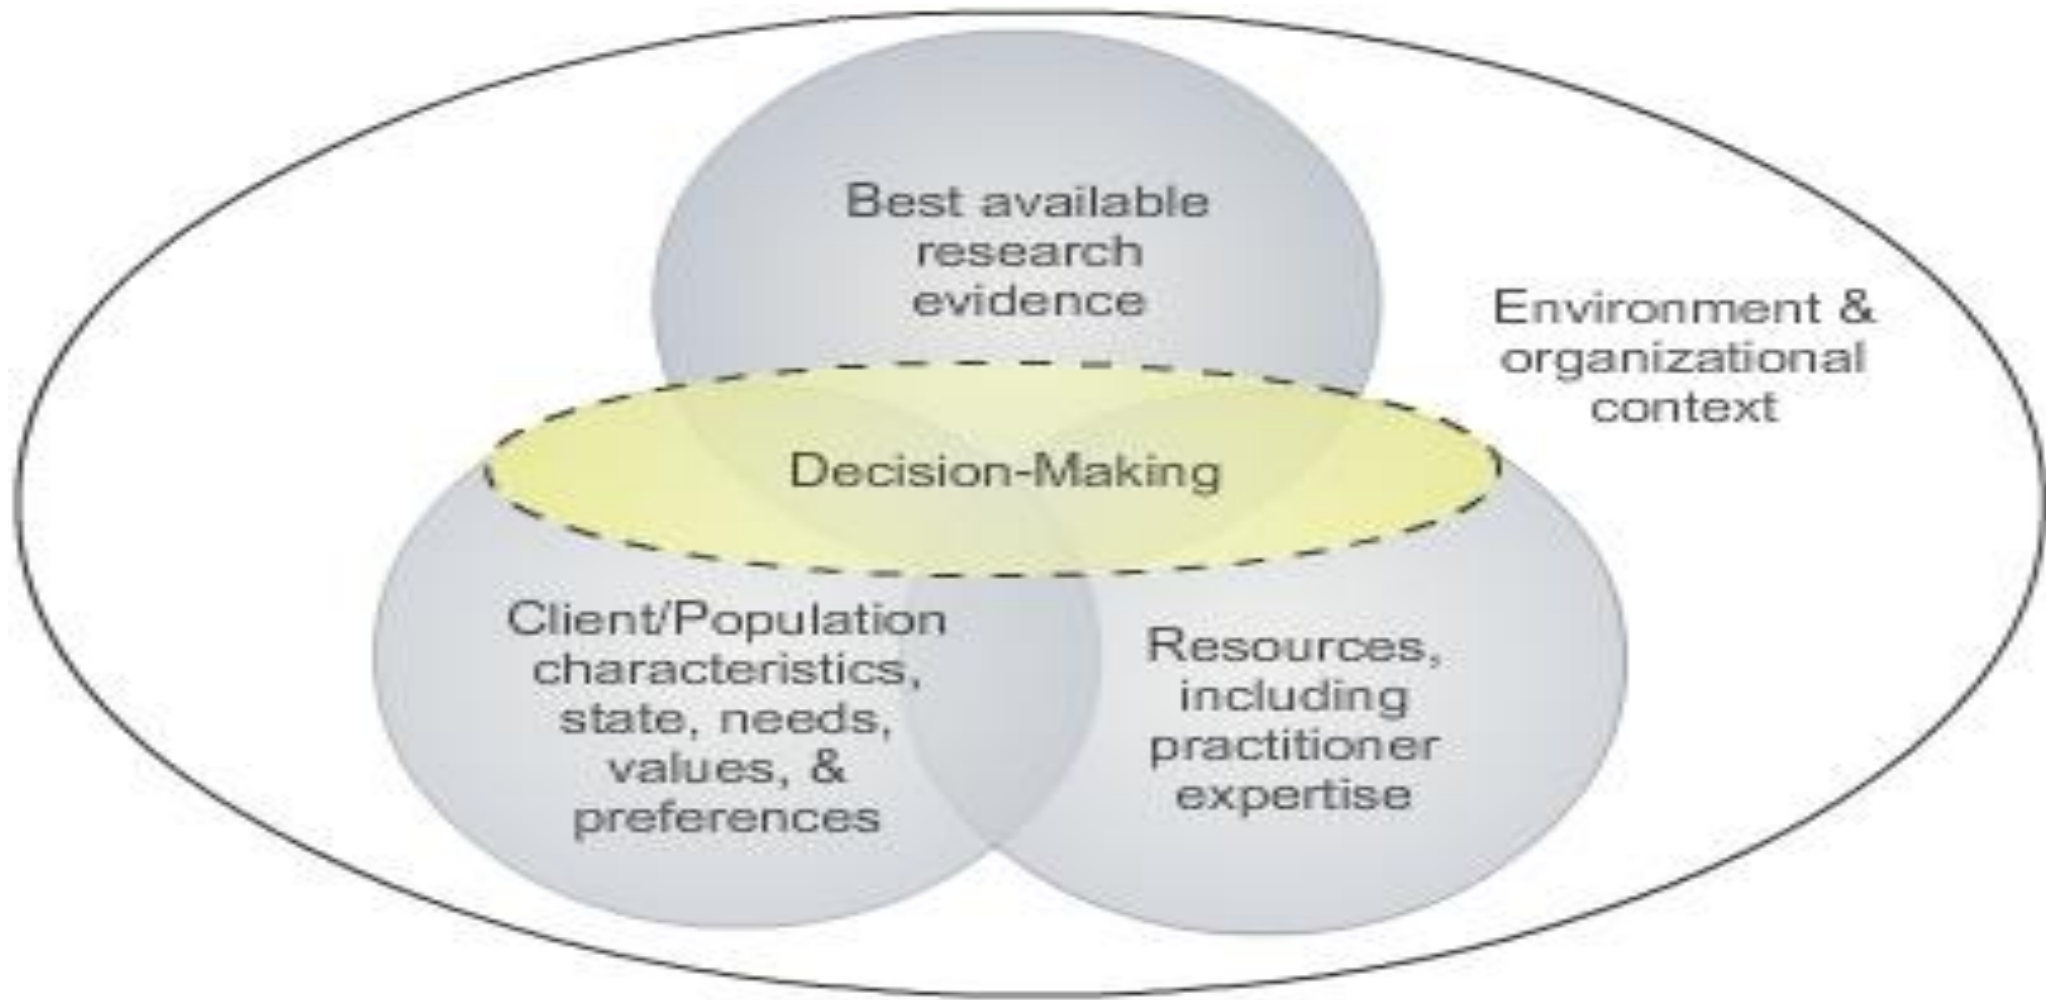 Best available
research
evidence
Environment &
organizational
context
Decision-Making
Client/Population
characteristics,
state, needs,
values, &
preferences
Resources,
including
practitioner
expertise